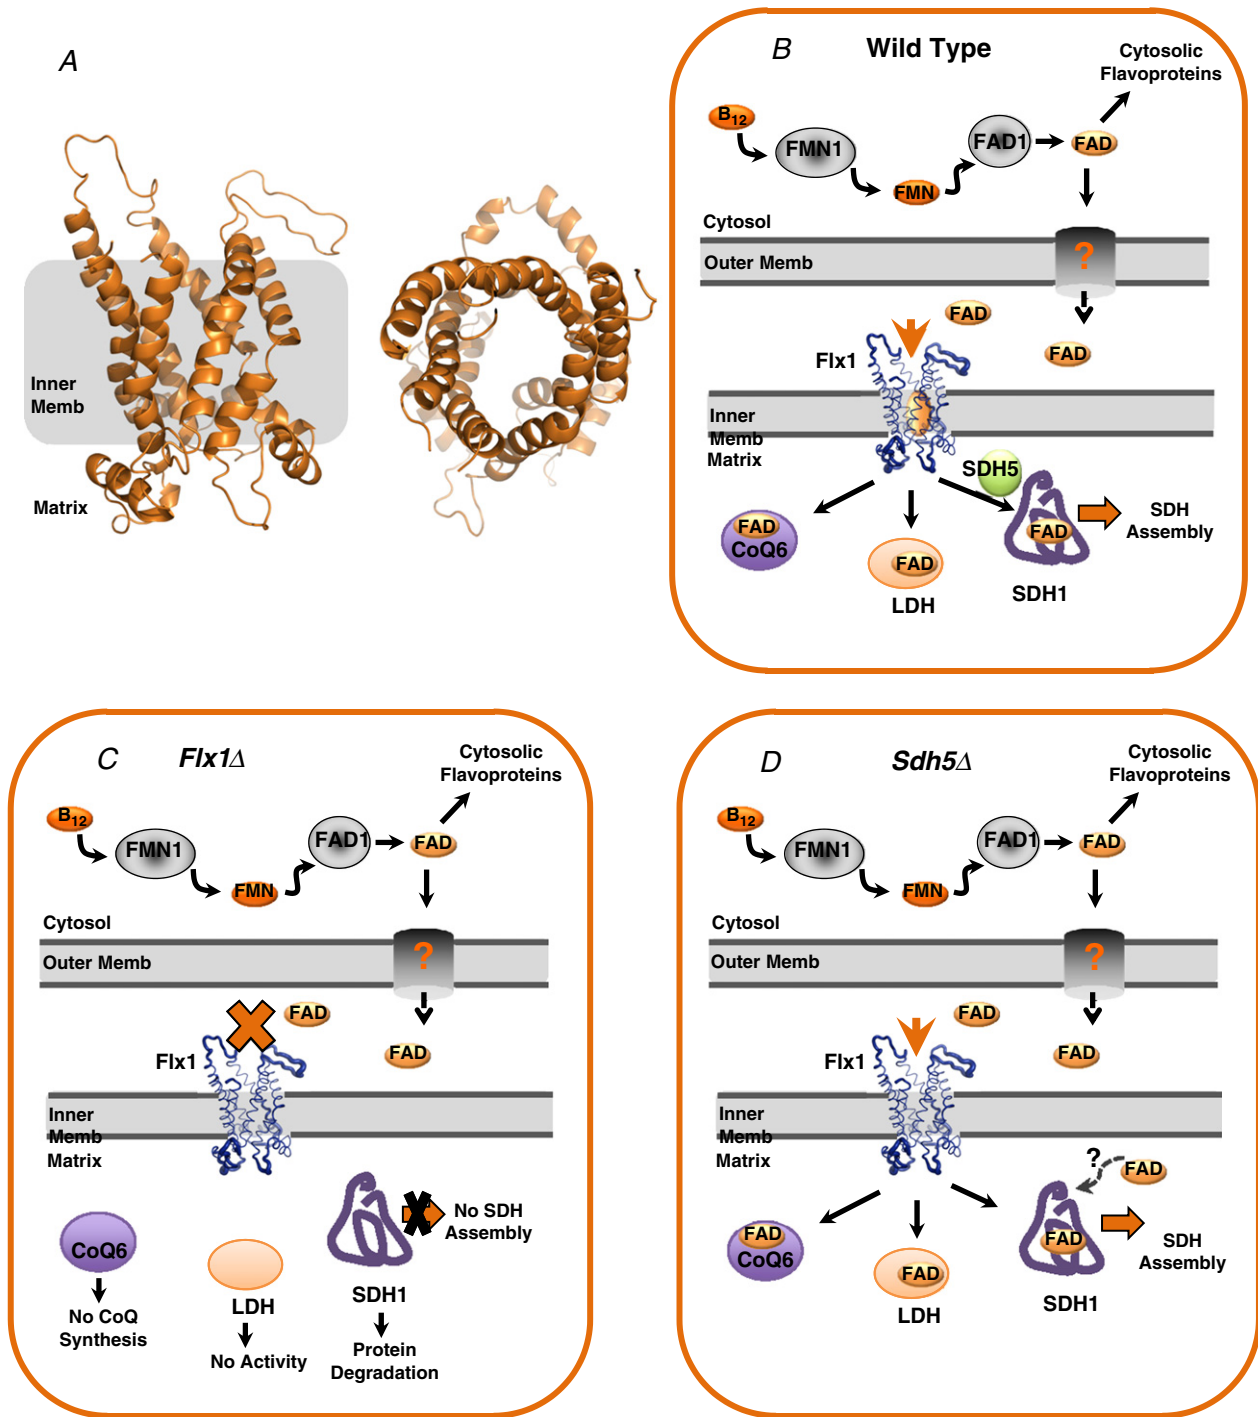 A
Inner
Memb
Matrix
B Wild Type
Cytosolic
Flavoproteins
B12
FMN1
FMN
FAD1
FAD
Cytosol
Outer Memb
?
FAD
FAD
Flx1
Inner
Memb
Matrix
SDH5
FAD
CoQ6
FAD
LDH
FAD
SDH1
SDH
Assembly
C Flx1Δ
Cytosolic
Flavoproteins
B12
FMN1
FMN
FAD1
FAD
Cytosol
Outer Memb
?
FAD
FAD
Flx1
Inner
Memb
Matrix
CoQ6
No CoQ
Synthesis
LDH
No Activity
SDH1
Protein
Degradation
No SDH
Assembly
D Sdh5Δ
Cytosolic
Flavoproteins
B12
FMN1
FMN
FAD1
FAD
Cytosol
Outer Memb
?
FAD
FAD
Flx1
Inner
Memb
Matrix
?
FAD
FAD
CoQ6
FAD
LDH
FAD
SDH1
SDH
Assembly